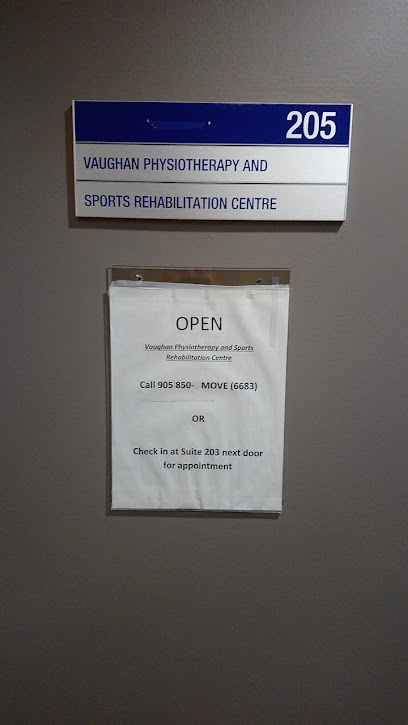 205
VAUGHAN PHYSIOTHERAPY AND
SPORTS REHABILITATION CENTRE
OPEN
Vaughan Physiotherapy and Sports
Rehabilitation Centre
Call 905 850- MOVE (6683)
OR
Check in at Suite 203 next door
for appointment